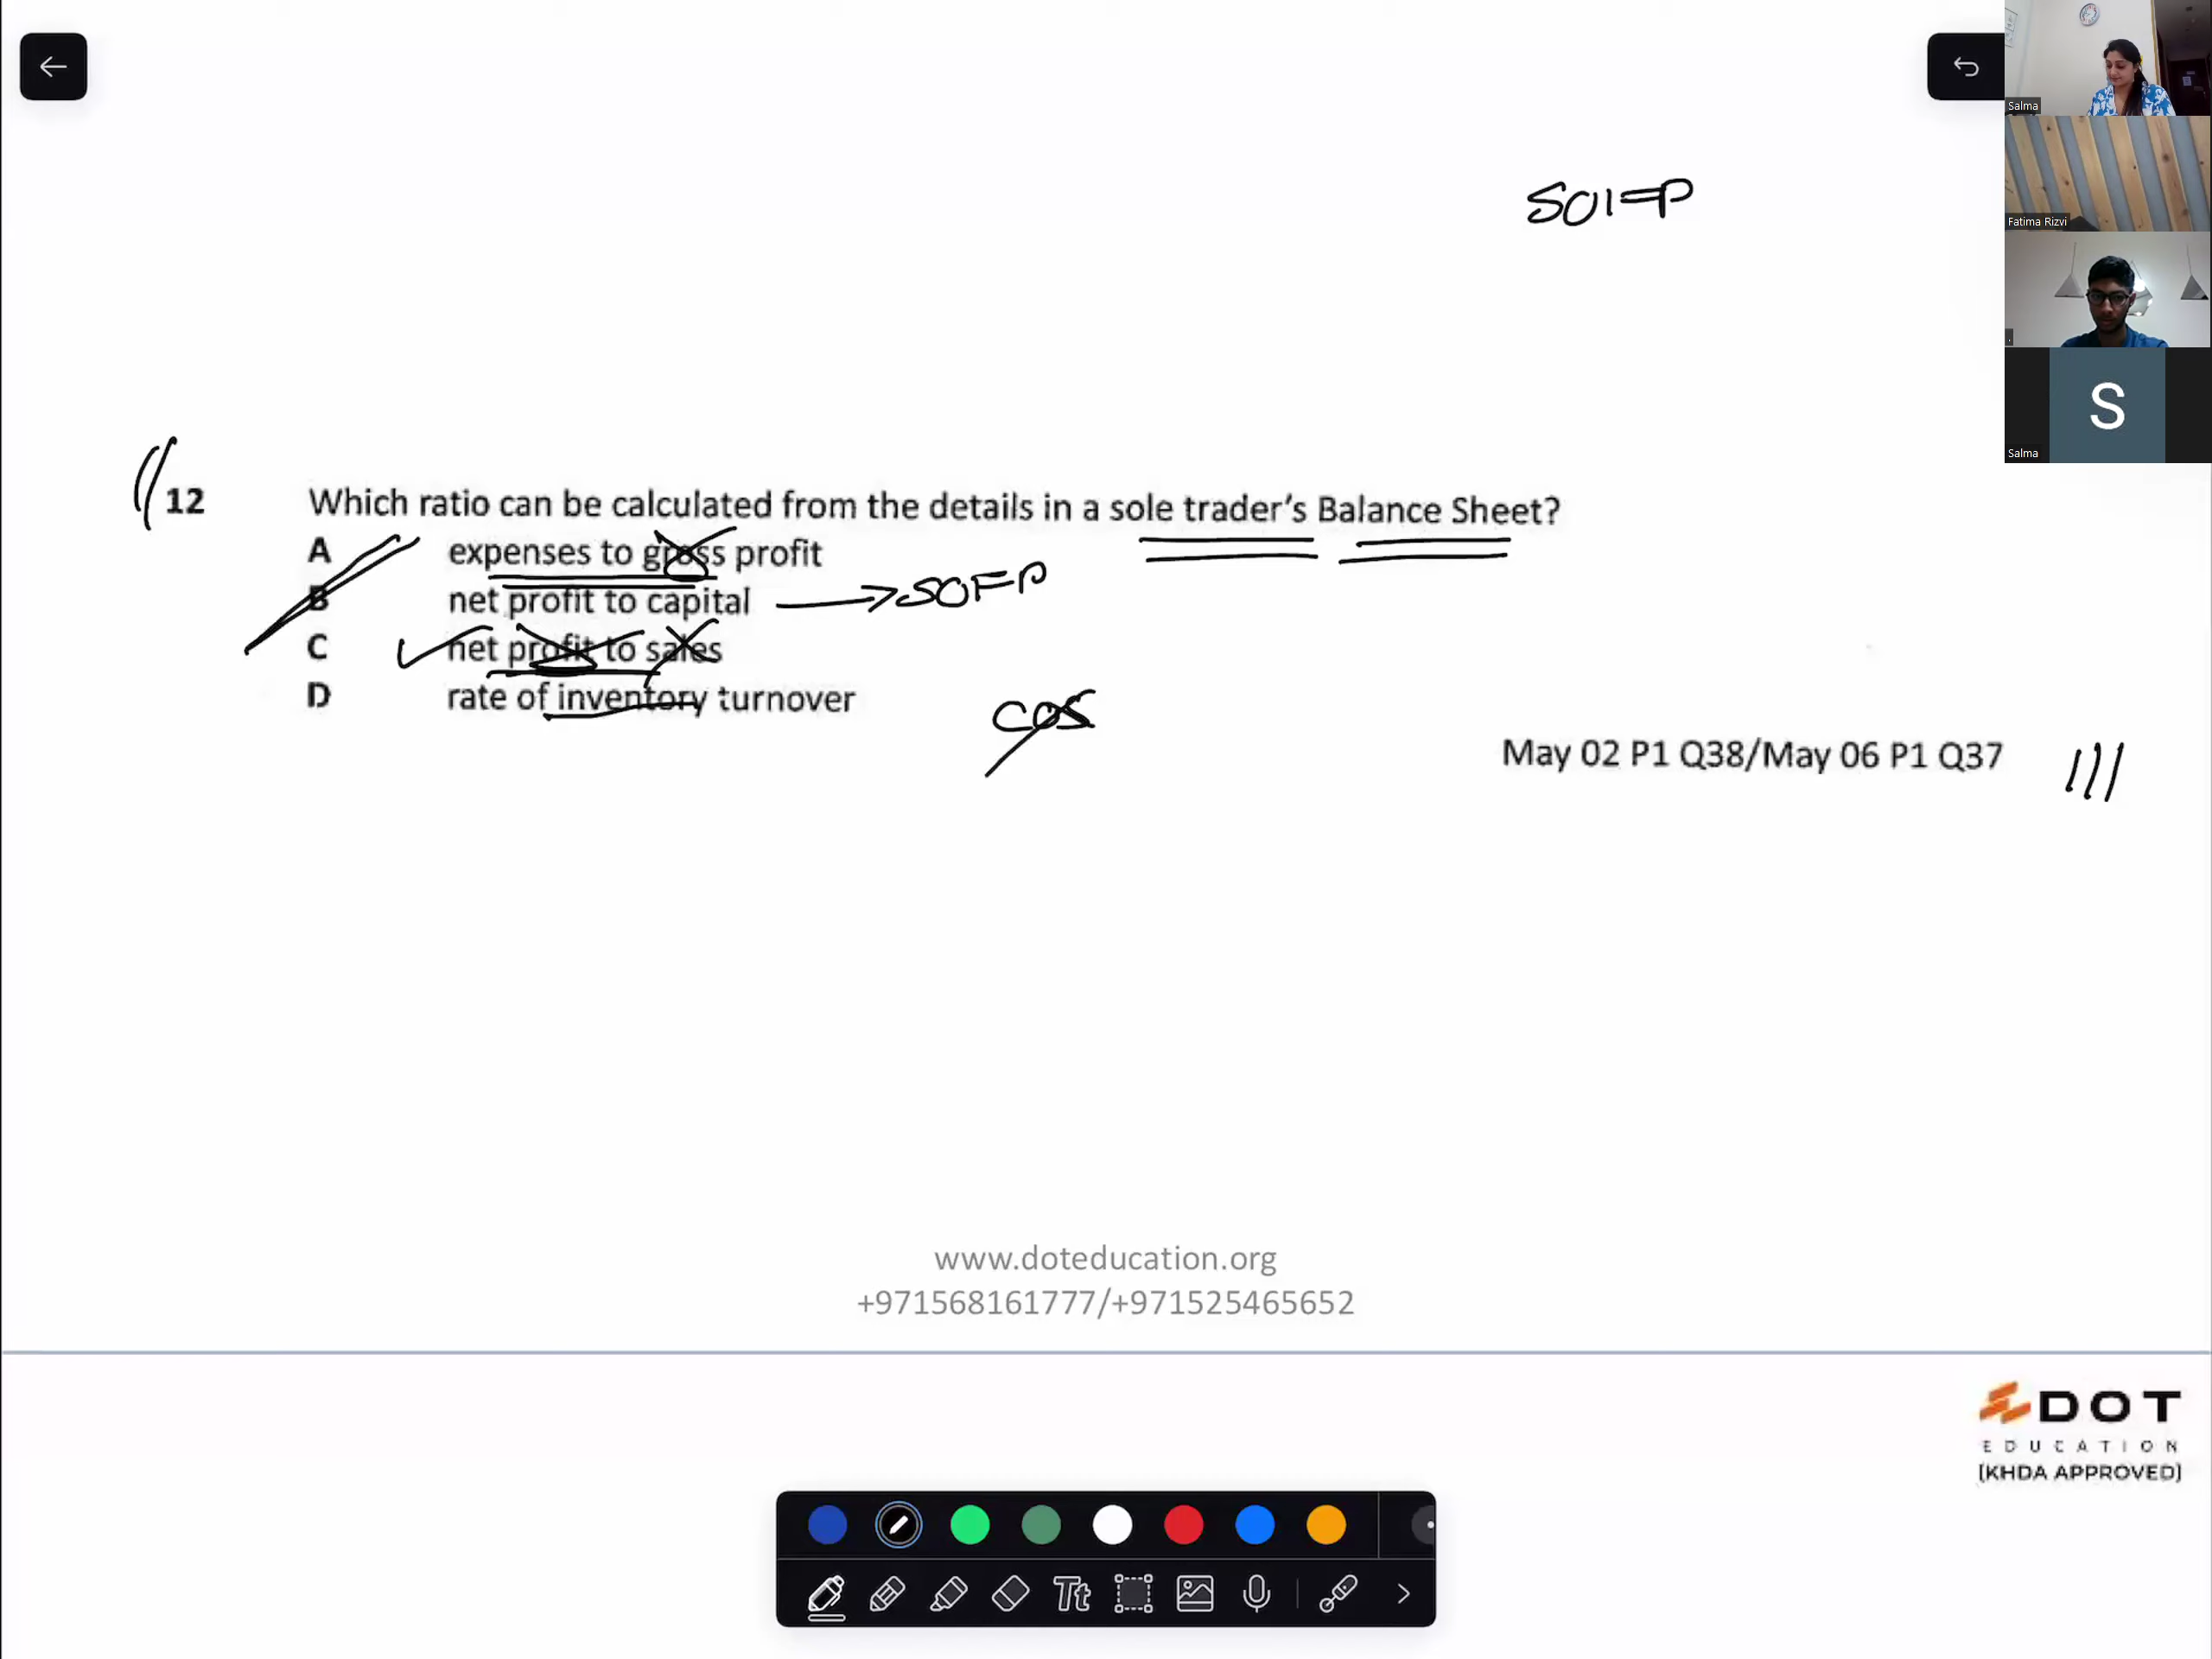 Salma
Fatima Rizvi
S
Salma
SOFP
12 Which ratio can be calculated from the details in a sole trader's Balance Sheet?
A expenses to gross profit
B net profit to capital → SOFP
C net profit to sales
D rate of inventory turnover
COS
May 02 P1 Q38/May 06 P1 Q37
www.doteducation.org
+971568161777/+971525465652
DOT
EDUCATION
(KHDA APPROVED)
Tt